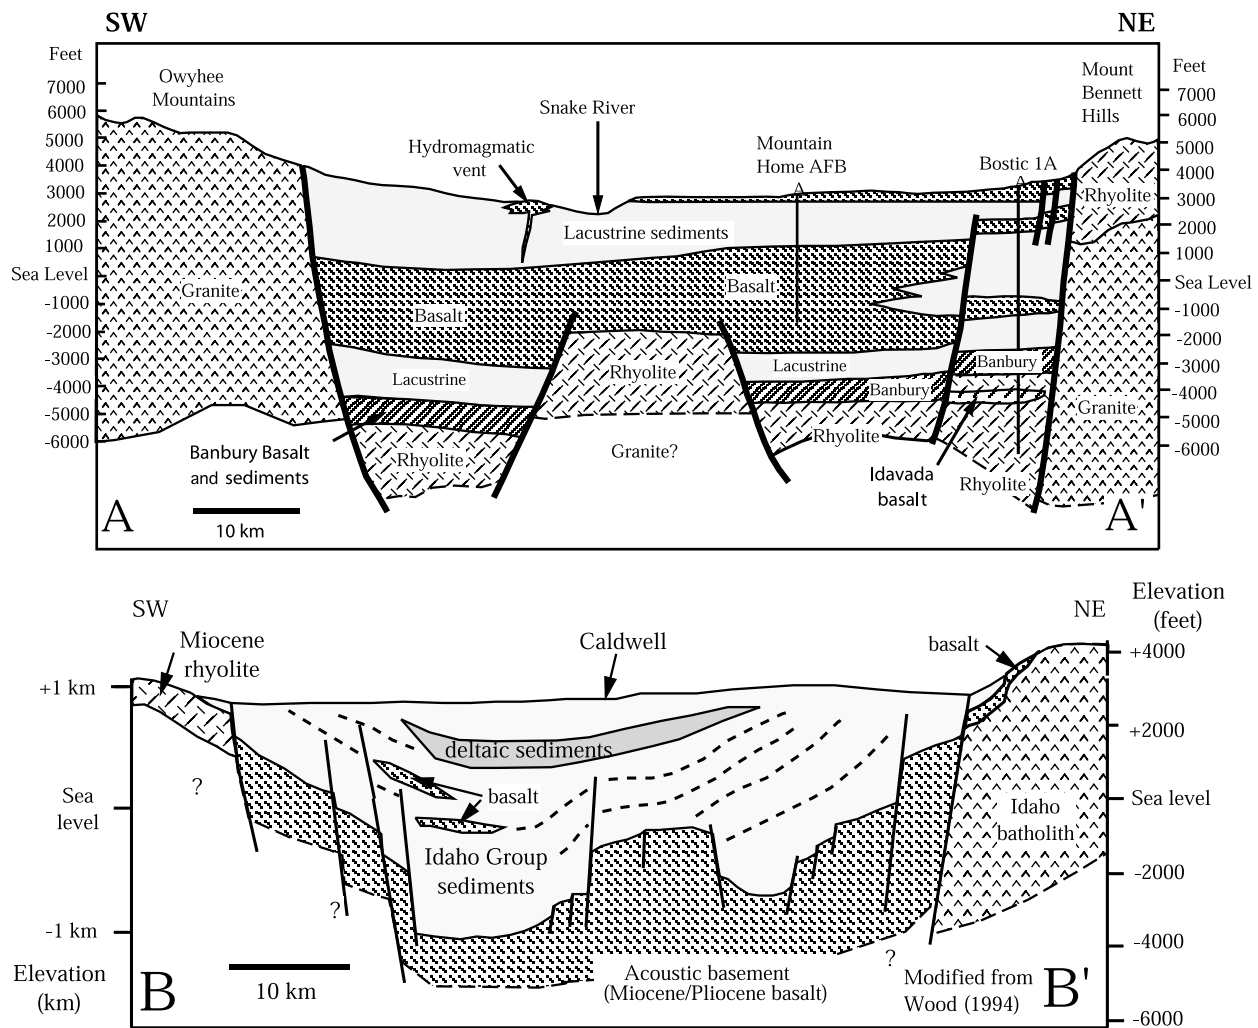 SW
NE
Feet
7000
6000
5000
4000
3000
2000
1000
Sea Level
-1000
-2000
-3000
-4000
-5000
-6000
Owyhee
Mountains
Hydromagmatic
vent
Snake River
Mountain
Home AFB
Bostic 1A
Mount
Bennett
Hills
Feet
7000
6000
5000
4000
3000
2000
1000
Sea Level
-1000
-2000
-3000
-4000
-5000
-6000
Rhyolite
Lacustrine sediments
Granite
Basalt
Basalt
Lacustrine
Rhyolite
Lacustrine
Banbury
Banbury
Granite
Banbury Basalt
and sediments
Rhyolite
Granite?
Rhyolite
Idavada
basalt
Rhyolite
A
10 km
A'
SW
NE
Elevation
(feet)
Miocene
rhyolite
Caldwell
basalt
+4000
+2000
Sea level
-2000
-4000
-6000
+1 km
Sea
level
-1 km
Elevation
(km)
deltaic sediments
?
basalt
Idaho
batholith
Idaho Group
sediments
?
?
B
10 km
Acoustic basement
(Miocene/Pliocene basalt)
Modified from
Wood (1994)
B'